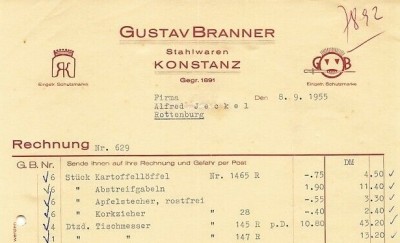 7892
GUSTAV BRANNER
Stahlwaren
KONSTANZ
Gegr. 1891
RK
G B
Eingetr. Schutzmarke
Eingetr. Schutzmarke
Firma
Den 8. 9. 1955
Alfred Jeckel
Rottenburg
Rechnung Nr. 629
G. B. Nr. Sende Ihnen auf Ihre Rechnung und Gefahr per Post DM
6 Stück Kartoffellöffel Nr. 1465 R -.75 4.50
6 " Abstreifgabeln 1.90 11.40
6 " Apfelstecher, rostfrei -.55 3.30
6 " Korkzieher " 28 -.40 2.40
4 Dtzd. Tischmesser " 145 R p.D. 10.80 43.20
" " 147 R 13.20